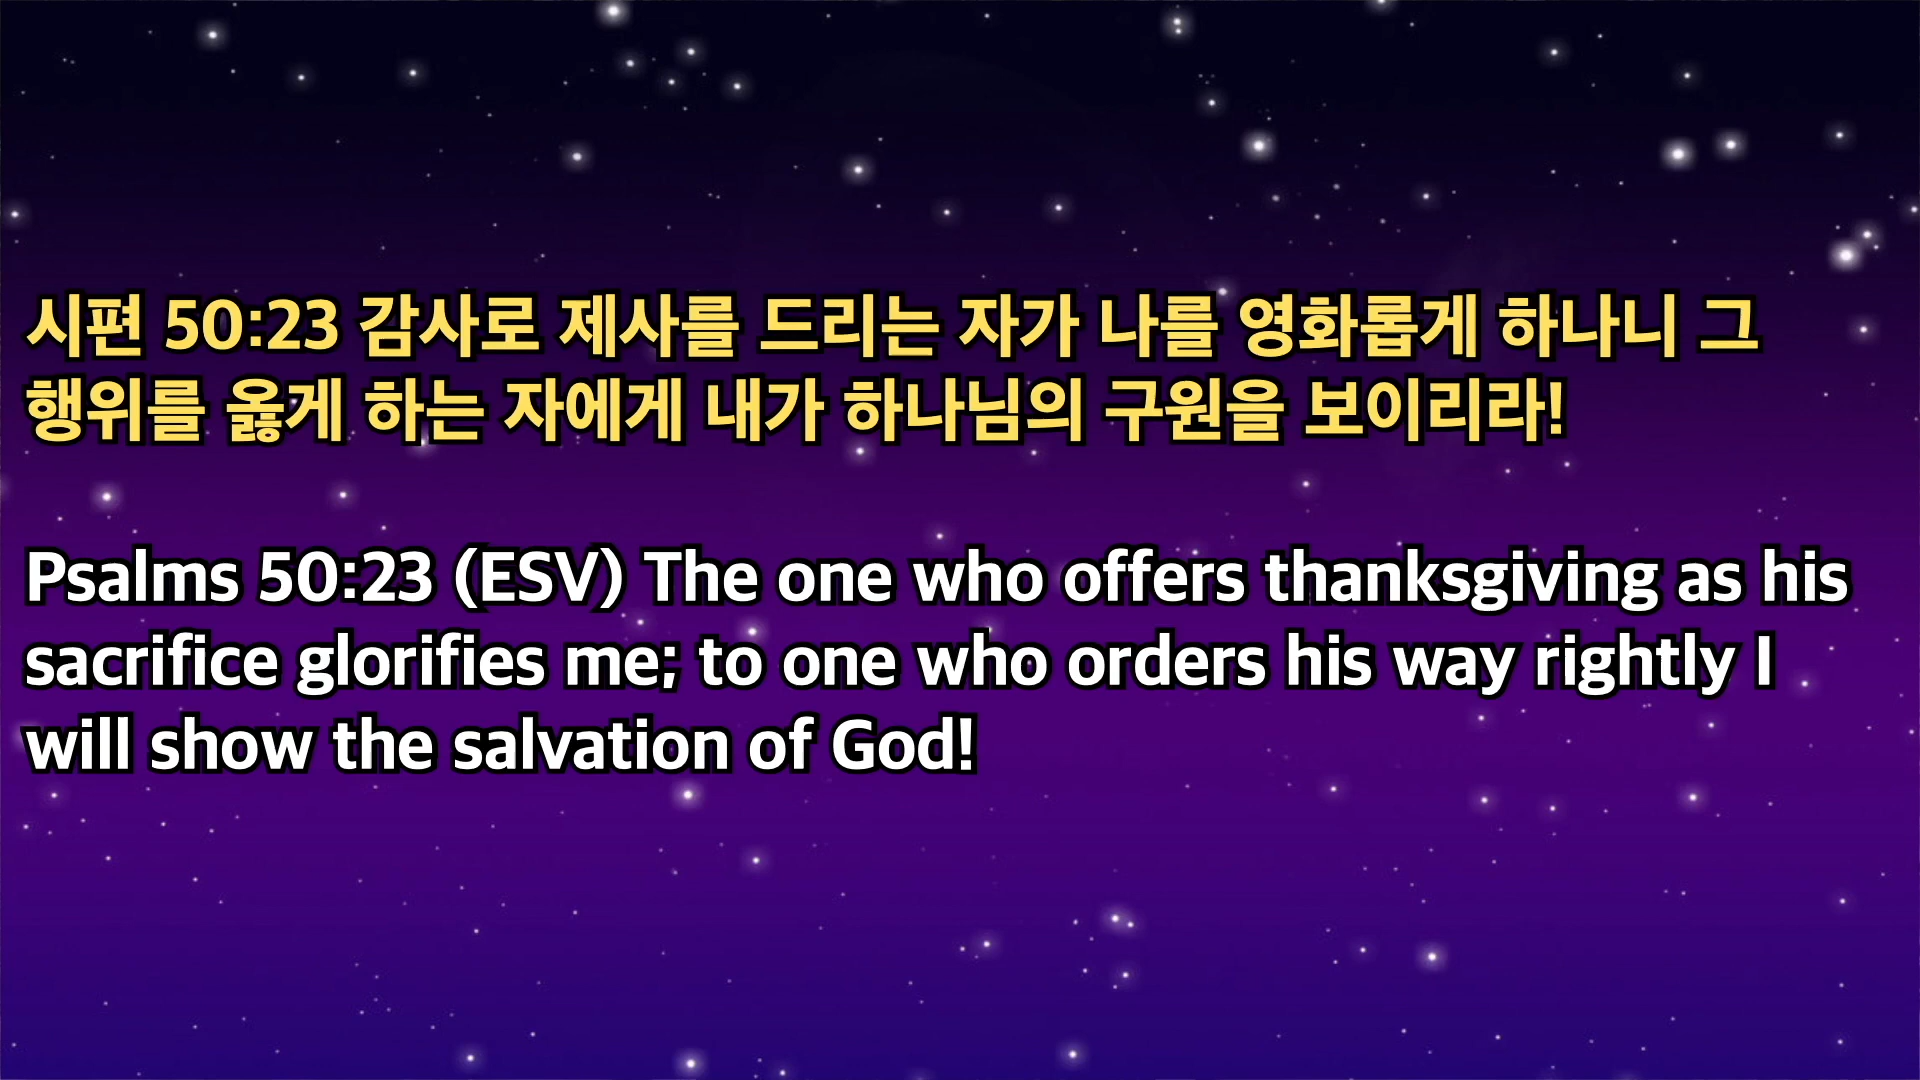 시편 50:23 감사로 제사를 드리는 자가 나를 영화롭게 하나니 그
행위를 옳게 하는 자에게 내가 하나님의 구원을 보이리라!
Psalms 50:23 (ESV) The one who offers thanksgiving as his
sacrifice glorifies me; to one who orders his way rightly I
will show the salvation of God!